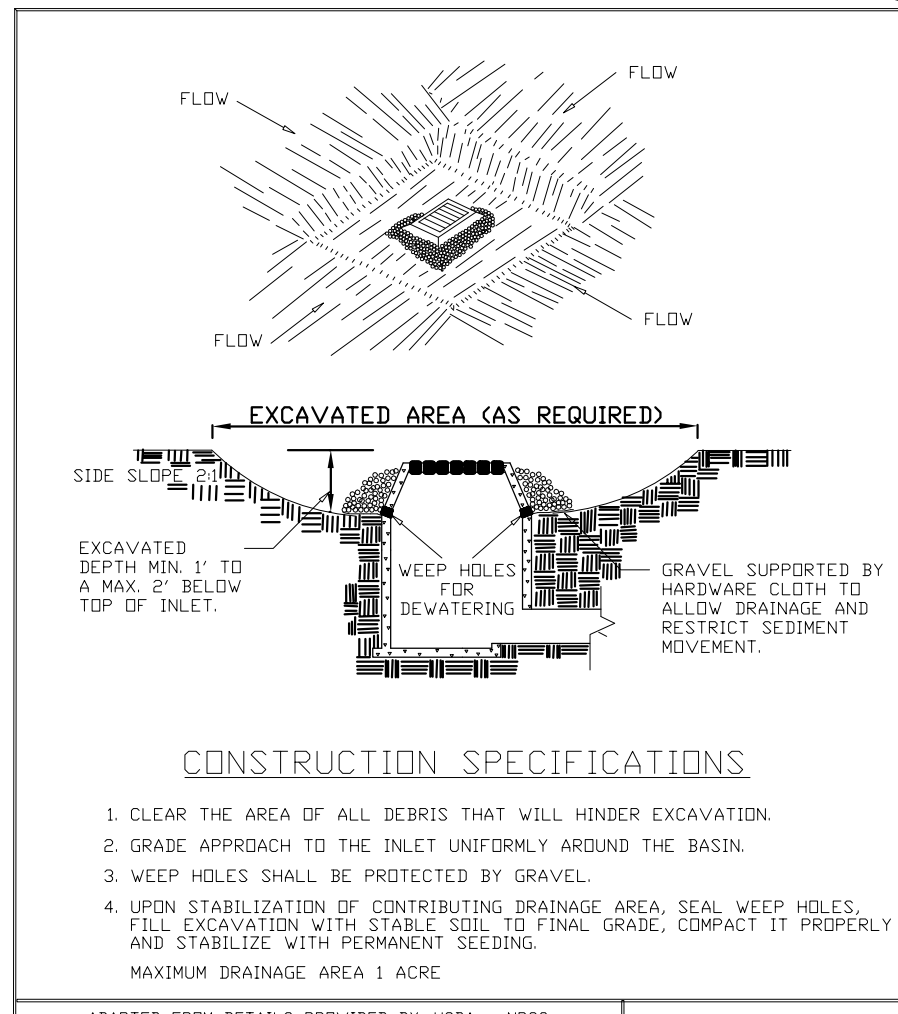 FLOW
FLOW
FLOW
FLOW
EXCAVATED AREA (AS REQUIRED)
SIDE SLOPE 2:1
EXCAVATED
DEPTH MIN. 1' TO
A MAX. 2' BELOW
TOP OF INLET.
WEEP HOLES
FOR
DEWATERING
GRAVEL SUPPORTED BY
HARDWARE CLOTH TO
ALLOW DRAINAGE AND
RESTRICT SEDIMENT
MOVEMENT.
CONSTRUCTION SPECIFICATIONS
1. CLEAR THE AREA OF ALL DEBRIS THAT WILL HINDER EXCAVATION.
2. GRADE APPROACH TO THE INLET UNIFORMLY AROUND THE BASIN.
3. WEEP HOLES SHALL BE PROTECTED BY GRAVEL.
4. UPON STABILIZATION OF CONTRIBUTING DRAINAGE AREA, SEAL WEEP HOLES,
FILL EXCAVATION WITH STABLE SOIL TO FINAL GRADE, COMPACT IT PROPERLY
AND STABILIZE WITH PERMANENT SEEDING.
MAXIMUM DRAINAGE AREA 1 ACRE
ADAPTED FROM DETAILS PROVIDED BY